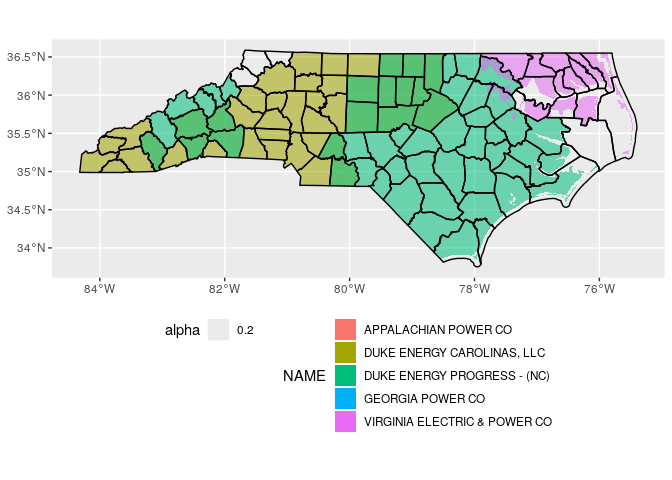 36.5°N
36°N
35.5°N
35°N
34.5°N
34°N
84°W 82°W 80°W 78°W 76°W
alpha 0.2
NAME
APPALACHIAN POWER CO
DUKE ENERGY CAROLINAS, LLC
DUKE ENERGY PROGRESS - (NC)
GEORGIA POWER CO
VIRGINIA ELECTRIC & POWER CO